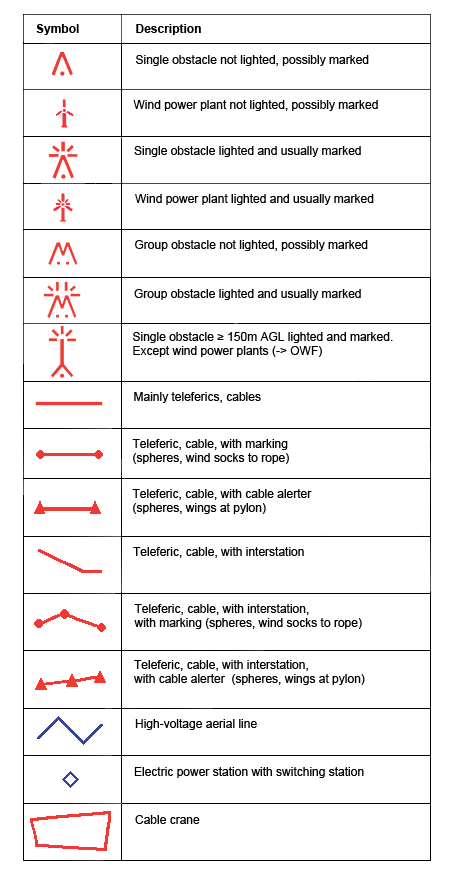 Symbol Description
Single obstacle not lighted, possibly marked
Wind power plant not lighted, possibly marked
Single obstacle lighted and usually marked
Wind power plant lighted and usually marked
Group obstacle not lighted, possibly marked
Group obstacle lighted and usually marked
Single obstacle ≥ 150m AGL lighted and marked.
Except wind power plants (-> OWF)
Mainly teleferics, cables
Teleferic, cable, with marking
(spheres, wind socks to rope)
Teleferic, cable, with cable alerter
(spheres, wings at pylon)
Teleferic, cable, with interstation
Teleferic, cable, with interstation,
with marking (spheres, wind socks to rope)
Teleferic, cable, with interstation,
with cable alerter (spheres, wings at pylon)
High-voltage aerial line
Electric power station with switching station
Cable crane